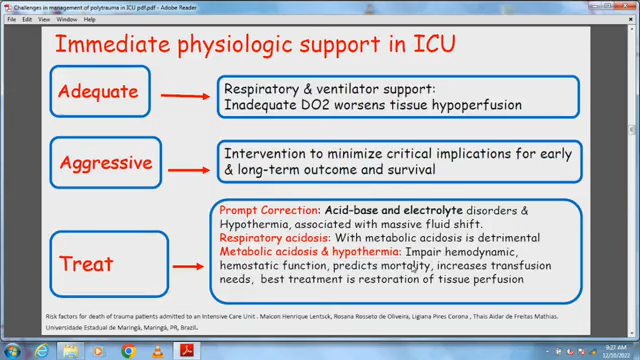 Challenges in management of polytrauma in ICU pdf.pdf - Adobe Reader
File Edit View Window Help
Immediate physiologic support in ICU
Adequate
Respiratory & ventilator support:
Inadequate DO2 worsens tissue hypoperfusion
Aggressive
Intervention to minimize critical implications for early
& long-term outcome and survival
Treat
Prompt Correction: Acid-base and electrolyte disorders &
Hypothermia, associated with massive fluid shift.
Respiratory acidosis: With metabolic acidosis is detrimental
Metabolic acidosis & hypothermia: Impair hemodynamic,
hemostatic function, predicts mortality, increases transfusion
needs, best treatment is restoration of tissue perfusion
Risk factors for death of trauma patients admitted to an Intensive Care Unit . Maicon Henrique Lentsck, Rosana Rosseto de Oliveira, Ligiana Pires Corona , Thais Aidar de Freitas Mathias,
Universidade Estadual de Maringá, Maringá, PR, Brazil.
9:27 AM
12/10/2022